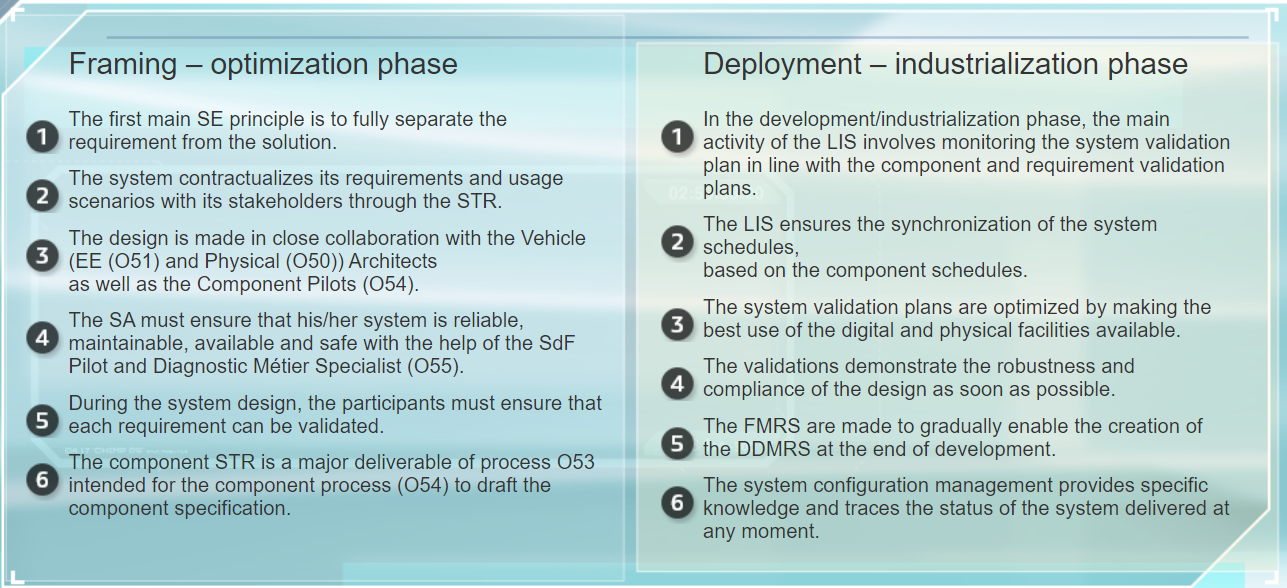 Framing – optimization phase
1
The first main SE principle is to fully separate the
requirement from the solution.
2
The system contractualizes its requirements and usage
scenarios with its stakeholders through the STR.
3
The design is made in close collaboration with the Vehicle
(EE (O51) and Physical (O50)) Architects
as well as the Component Pilots (O54).
4
The SA must ensure that his/her system is reliable,
maintainable, available and safe with the help of the SdF
Pilot and Diagnostic Métier Specialist (O55).
5
During the system design, the participants must ensure that
each requirement can be validated.
6
The component STR is a major deliverable of process O53
intended for the component process (O54) to draft the
component specification.
Deployment – industrialization phase
1
In the development/industrialization phase, the main
activity of the LIS involves monitoring the system validation
plan in line with the component and requirement validation
plans.
2
The LIS ensures the synchronization of the system
schedules,
based on the component schedules.
3
The system validation plans are optimized by making the
best use of the digital and physical facilities available.
4
The validations demonstrate the robustness and
compliance of the design as soon as possible.
5
The FMRS are made to gradually enable the creation of
the DDMRS at the end of development.
6
The system configuration management provides specific
knowledge and traces the status of the system delivered at
any moment.